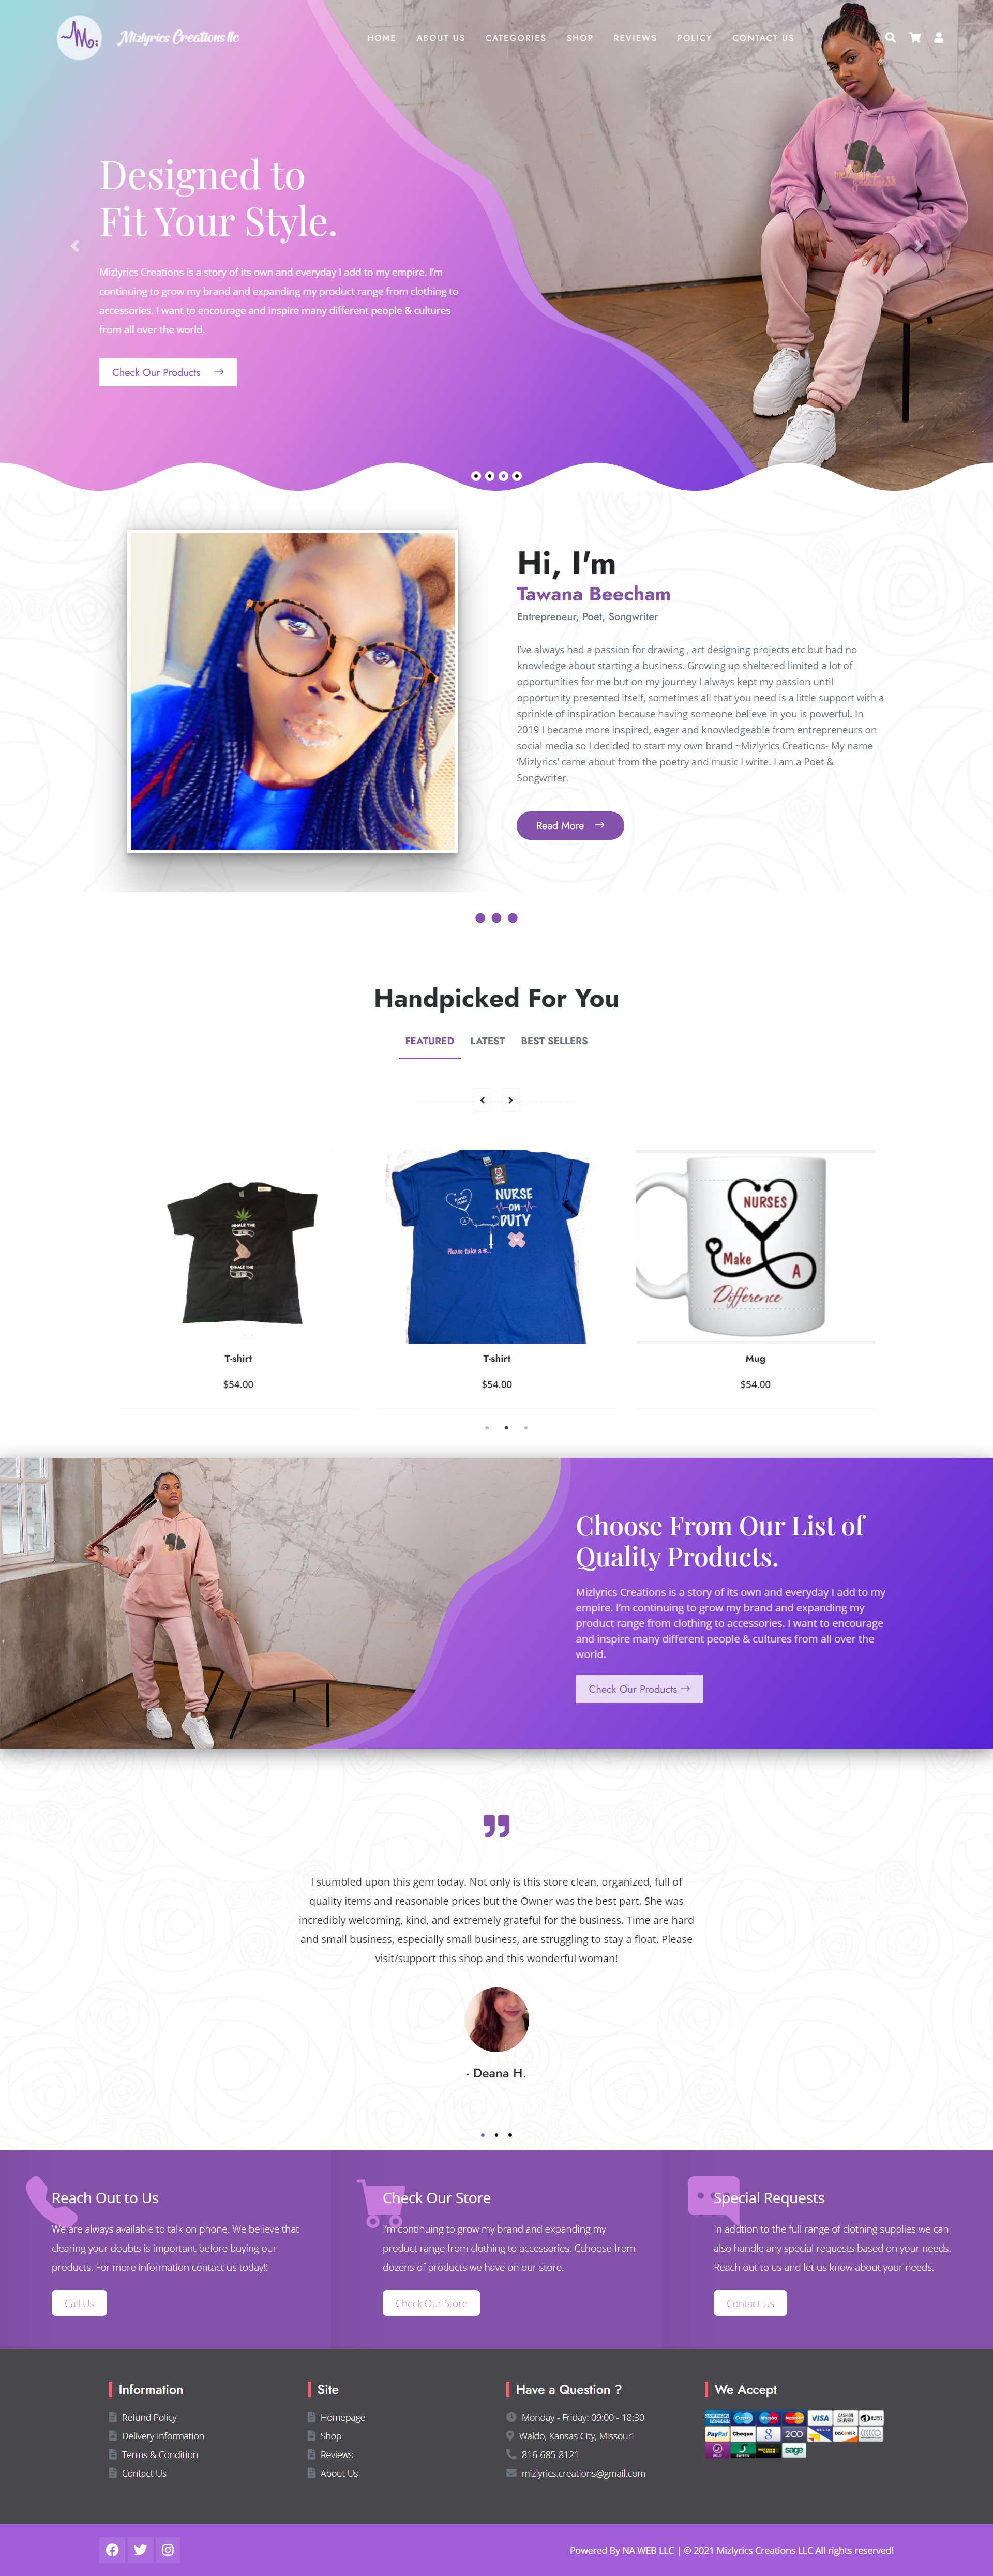 Mizlyrics Creations llc
HOME ABOUT US CATEGORIES SHOP REVIEWS POLICY CONTACT US
Designed to
Fit Your Style.
Mizlyrics Creations is a story of its own and everyday I add to my empire. I'm
continuing to grow my brand and expanding my product range from clothing to
accessories. I want to encourage and inspire many different people & cultures
from all over the world.
Check Our Products
Hi, I'm
Tawana Beecham
Entrepreneur, Poet, Songwriter
I've always had a passion for drawing , art designing projects etc but had no
knowledge about starting a business. Growing up sheltered limited a lot of
opportunities for me but on my journey I always kept my passion until
opportunity presented itself, sometimes all that you need is a little support with a
sprinkle of inspiration because having someone believe in you is powerful. In
2019 I became more inspired, eager and knowledgeable from entrepreneurs on
social media so I decided to start my own brand ~Mizlyrics Creations- My name
'Mizlyrics' came about from the poetry and music I write. I am a Poet &
Songwriter.
Read More
Handpicked For You
FEATURED LATEST BEST SELLERS
NURSE
on
DUTY
Please take a
NURSES
Make A
Difference
T-shirt
$54.00
T-shirt
$54.00
Mug
$54.00
Choose From Our List of
Quality Products.
Mizlyrics Creations is a story of its own and everyday I add to my
empire. I'm continuing to grow my brand and expanding my
product range from clothing to accessories. I want to encourage
and inspire many different people & cultures from all over the
world.
Check Our Products
I stumbled upon this gem today. Not only is this store clean, organized, full of
quality items and reasonable prices but the Owner was the best part. She was
incredibly welcoming, kind, and extremely grateful for the business. Time are hard
and small business, especially small business, are struggling to stay a float. Please
visit/support this shop and this wonderful woman!
- Deana H.
Reach Out to Us
We are always available to talk on phone. We believe that
clearing your doubts is important before buying our
products. For more information contact us today!!
Call Us
Check Our Store
I'm continuing to grow my brand and expanding my
product range from clothing to accessories. Cchoose from
dozens of products we have on our store.
Check Our Store
Special Requests
In addtion to the full range of clothing supplies we can
also handle any special requests based on your needs.
Reach out to us and let us know about your needs.
Contact Us
Information
Refund Policy
Delivery Information
Terms & Condition
Contact Us
Site
Homepage
Shop
Reviews
About Us
Have a Question ?
Monday - Friday: 09:00 - 18:30
Waldo, Kansas City, Missouri
816-685-8121
mizlyrics.creations@gmail.com
We Accept
VISA
PayPal Cheque 2CO DELTA DISCOVER
sage
Powered By NA WEB LLC | © 2021 Mizlyrics Creations LLC All rights reserved!